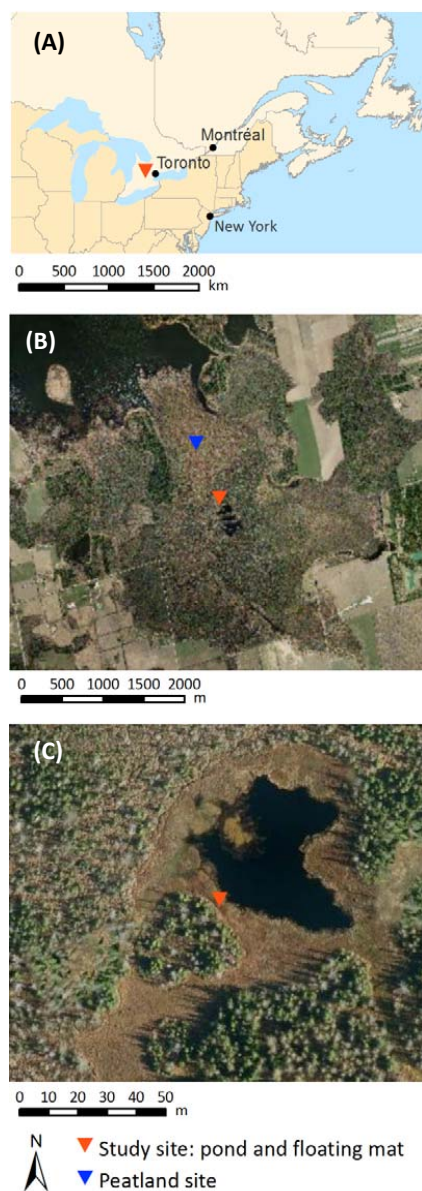 (A)
Montréal
Toronto
New York
0 500 1000 1500 2000
km
(B)
0 500 1000 1500 2000
m
(C)
0 10 20 30 40 50
m
N
Study site: pond and floating mat
Peatland site